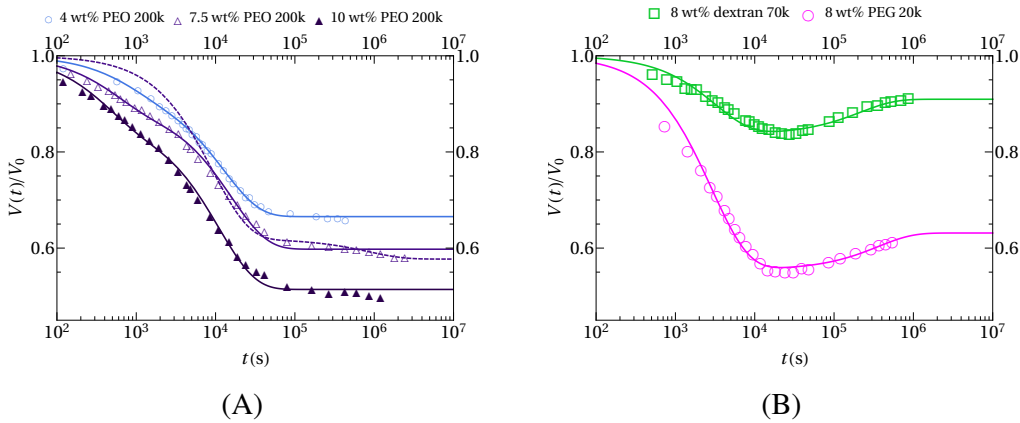 4 wt% PEO 200k 7.5 wt% PEO 200k 10 wt% PEO 200k
10² 10³ 10⁴ 10⁵ 10⁶ 10⁷
1.0 1.0
0.8 0.8
0.6 0.6
V(t)/V₀
10² 10³ 10⁴ 10⁵ 10⁶ 10⁷
t(s)
(A)
8 wt% dextran 70k 8 wt% PEG 20k
10² 10³ 10⁴ 10⁵ 10⁶ 10⁷
1.0 1.0
0.8 0.8
0.6 0.6
V(t)/V₀
10² 10³ 10⁴ 10⁵ 10⁶ 10⁷
t(s)
(B)